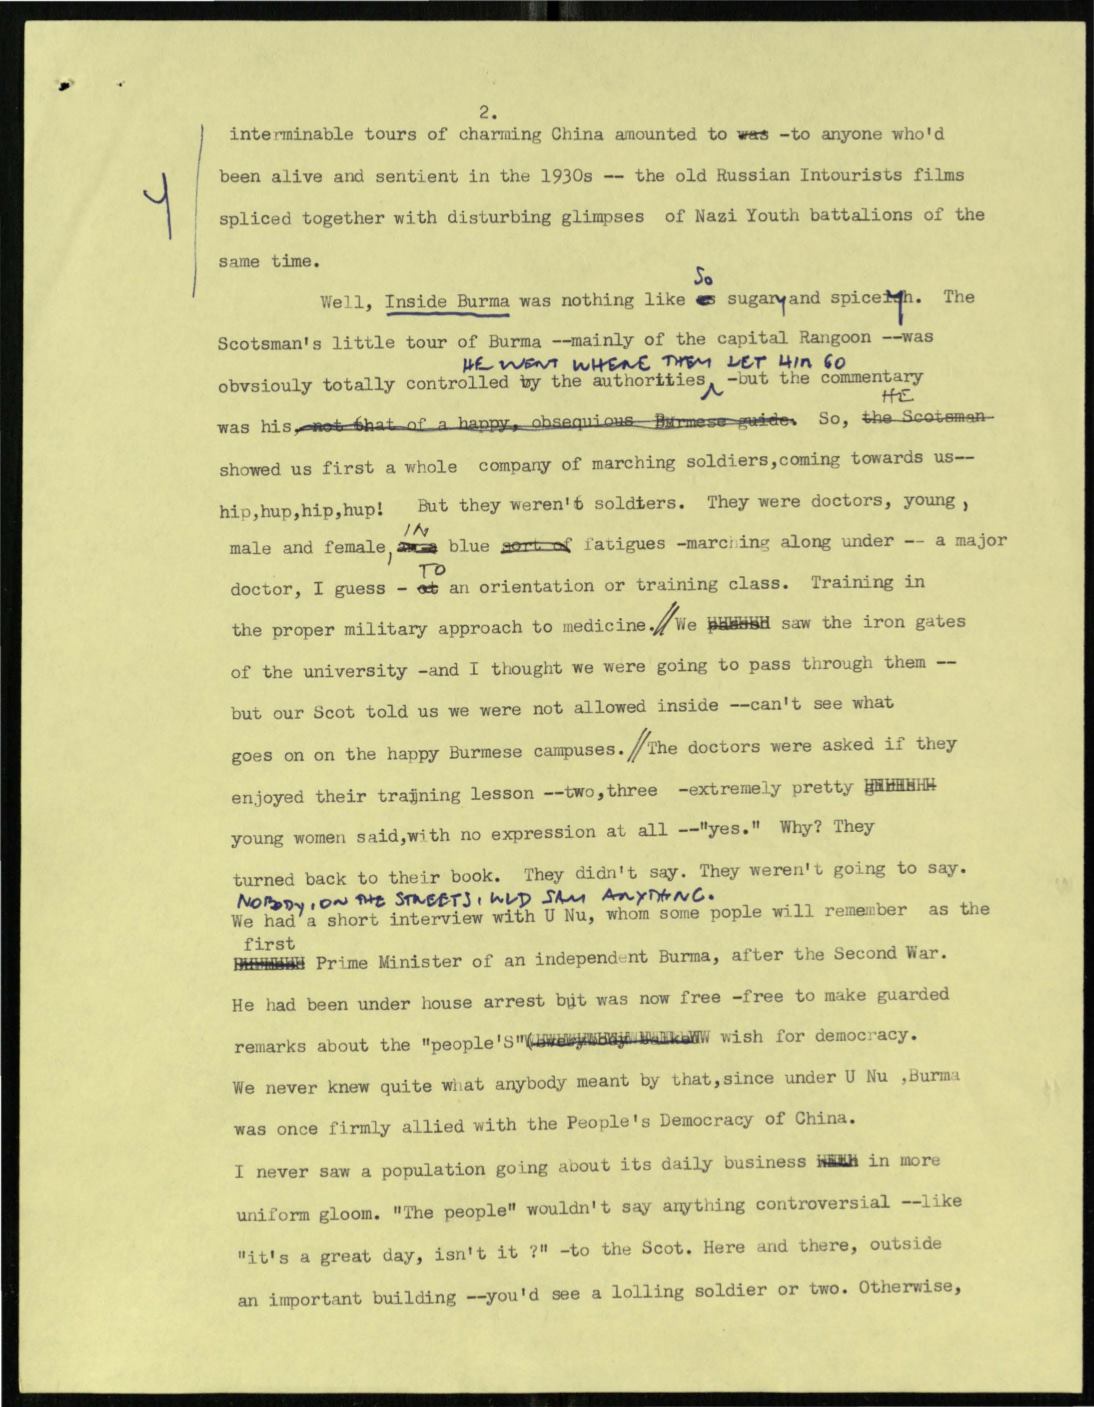 2.
interminable tours of charming China amounted to was -to anyone who'd
been alive and sentient in the 1930s -- the old Russian Intourists films
spliced together with disturbing glimpses of Nazi Youth battalions of the
same time.
So
Well, Inside Burma was nothing like sugary and spice. The
Scotsman's little tour of Burma --mainly of the capital Rangoon --was
HE WENT WHERE THEM LET HIM GO
obvsiouly totally controlled by the authorities, -but the commentary
HE
was his, not that of a happy, obsequious Burmese guide. So, the Scotsman
showed us first a whole company of marching soldiers,coming towards us--
hip,hup,hip,hup! But they weren't soldiers. They were doctors, young ,
IN
male and female, blue sort of fatigues -marching along under -- a major
TO
doctor, I guess - at an orientation or training class. Training in
the proper military approach to medicine.// We saw the iron gates
of the university -and I thought we were going to pass through them --
but our Scot told us we were not allowed inside --can't see what
goes on on the happy Burmese campuses.// The doctors were asked if they
enjoyed their training lesson --two,three -extremely pretty
young women said,with no expression at all --"yes." Why? They
turned back to their book. They didn't say. They weren't going to say.
NOBODY, ON THE STREETS, WLD SAY ANYTHING.
We had a short interview with U Nu, whom some pople will remember as the
first
Prime Minister of an independent Burma, after the Second War.
He had been under house arrest but was now free -free to make guarded
remarks about the "people'S" wish for democracy.
We never knew quite what anybody meant by that,since under U Nu ,Burma
was once firmly allied with the People's Democracy of China.
I never saw a population going about its daily business in more
uniform gloom. "The people" wouldn't say anything controversial --like
"it's a great day, isn't it ?" -to the Scot. Here and there, outside
an important building --you'd see a lolling soldier or two. Otherwise,